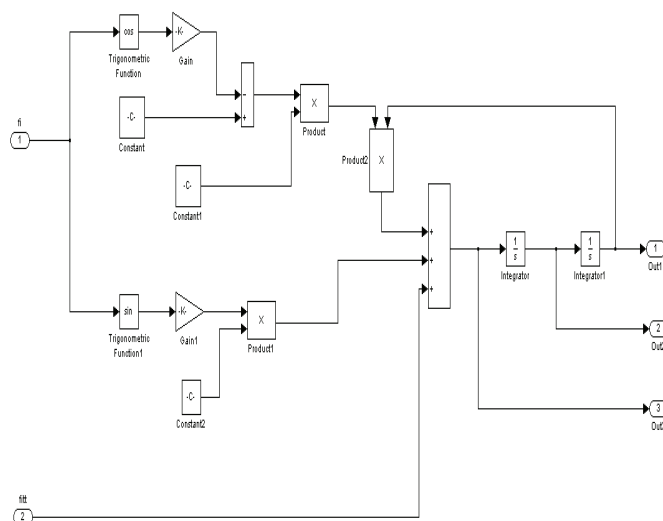 cos
Trigonometric
Function
-K-
Gain
-
+
-C-
Constant
X
Product
-C-
Constant1
fi
1
Product2
X
+
+
+
1
s
Integrator
1
s
Integrator1
1
Out1
2
Out2
3
sin
Trigonometric
Function1
-K-
Gain1
X
Product1
-C-
Constant2
fitt
2